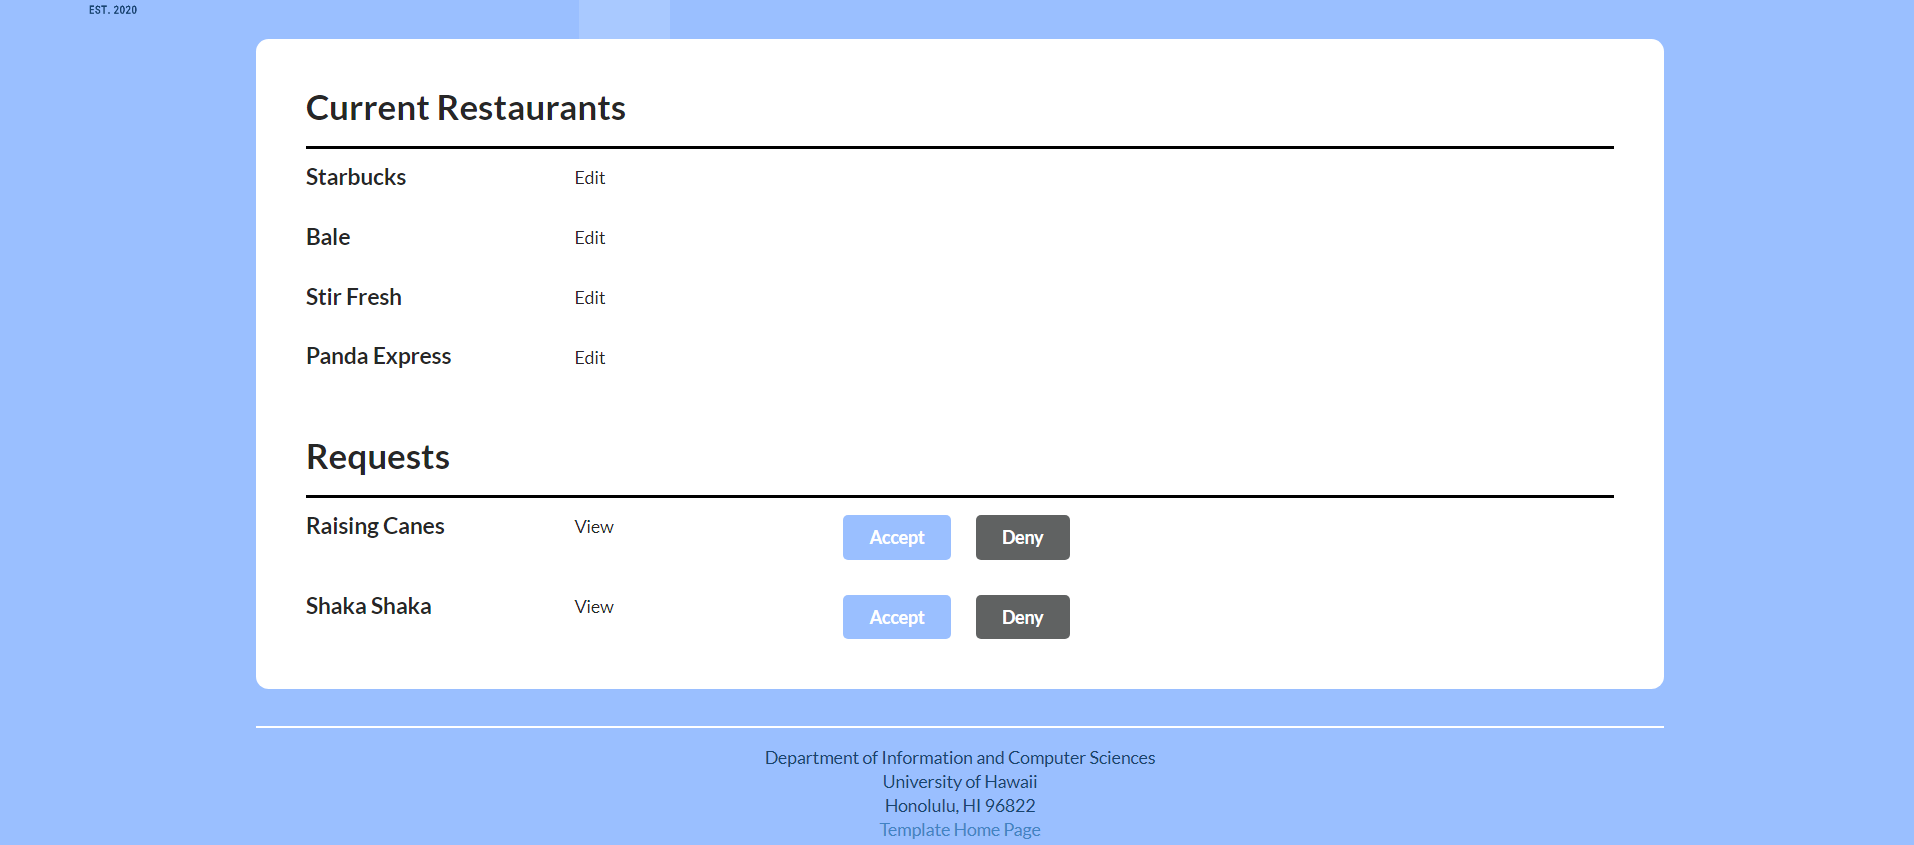 EST. 2020
Current Restaurants
Starbucks Edit
Bale Edit
Stir Fresh Edit
Panda Express Edit
Requests
Raising Canes View Accept Deny
Shaka Shaka View Accept Deny
Department of Information and Computer Sciences
University of Hawaii
Honolulu, HI 96822
Template Home Page